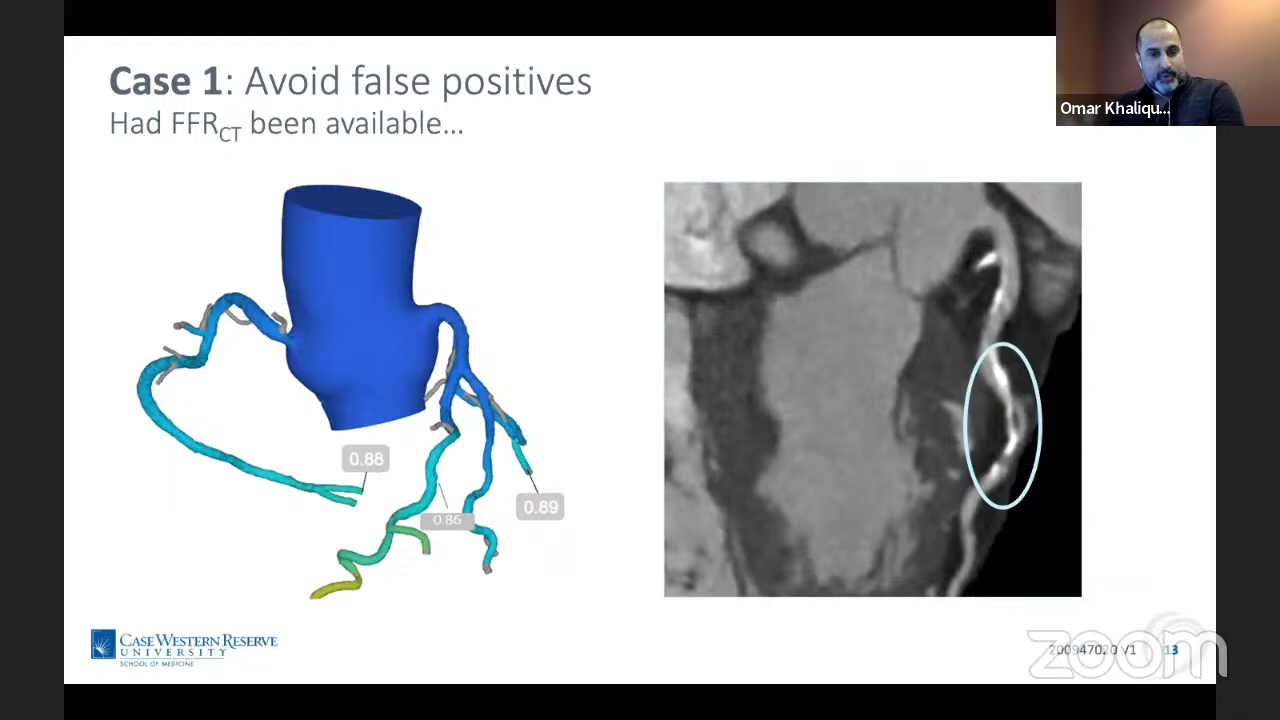 Case 1: Avoid false positives
Had FFRCT been available...
Omar Khaliqu...
0.88
0.86
0.89
CASE WESTERN RESERVE
UNIVERSITY
SCHOOL OF MEDICINE
200947020 V1 13
zoom